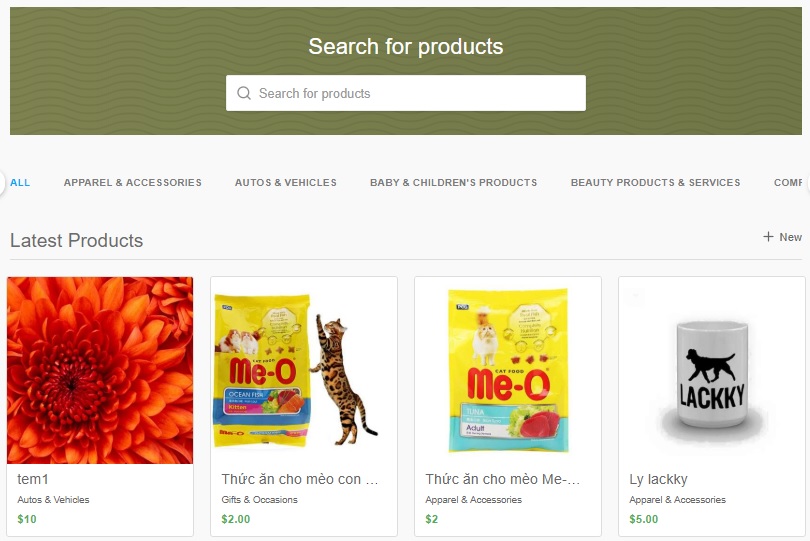 Search for products
Search for products
ALL APPAREL & ACCESSORIES AUTOS & VEHICLES BABY & CHILDREN'S PRODUCTS BEAUTY PRODUCTS & SERVICES
Latest Products
+ New
CAT FOOD
Me-O
OCEAN FISH
Kitten
Me-O
CAT FOOD
Me-O
TUNA
Adult
LACKKY
tem1
Autos & Vehicles
$10
Thức ăn cho mèo con ...
Gifts & Occasions
$2.00
Thức ăn cho mèo Me-...
Apparel & Accessories
$2
Ly lackky
Apparel & Accessories
$5.00